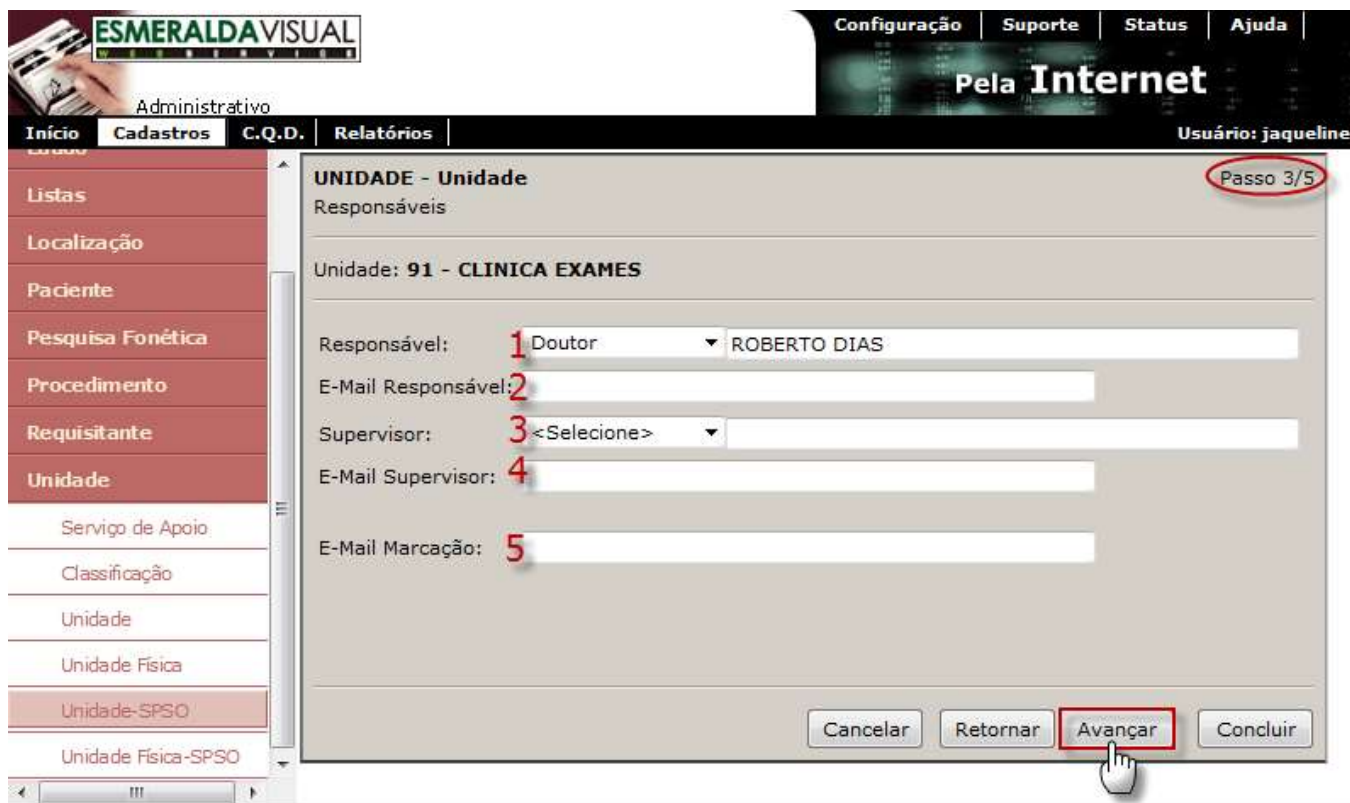 ESMERALDAVISUAL
WEBSERVICE
Administrativo
Configuração Suporte Status Ajuda
Pela Internet
Início Cadastros C.Q.D. Relatórios Usuário: jaqueline
Listas
Localização
Paciente
Pesquisa Fonética
Procedimento
Requisitante
Unidade
Serviço de Apoio
Classificação
Unidade
Unidade Física
Unidade-SPSO
Unidade Física-SPSO
UNIDADE - Unidade Passo 3/5
Responsáveis
Unidade: 91 - CLINICA EXAMES
Responsável: 1 Doutor ROBERTO DIAS
E-Mail Responsável: 2
Supervisor: 3 <Selecione>
E-Mail Supervisor: 4
E-Mail Marcação: 5
Cancelar Retornar Avançar Concluir